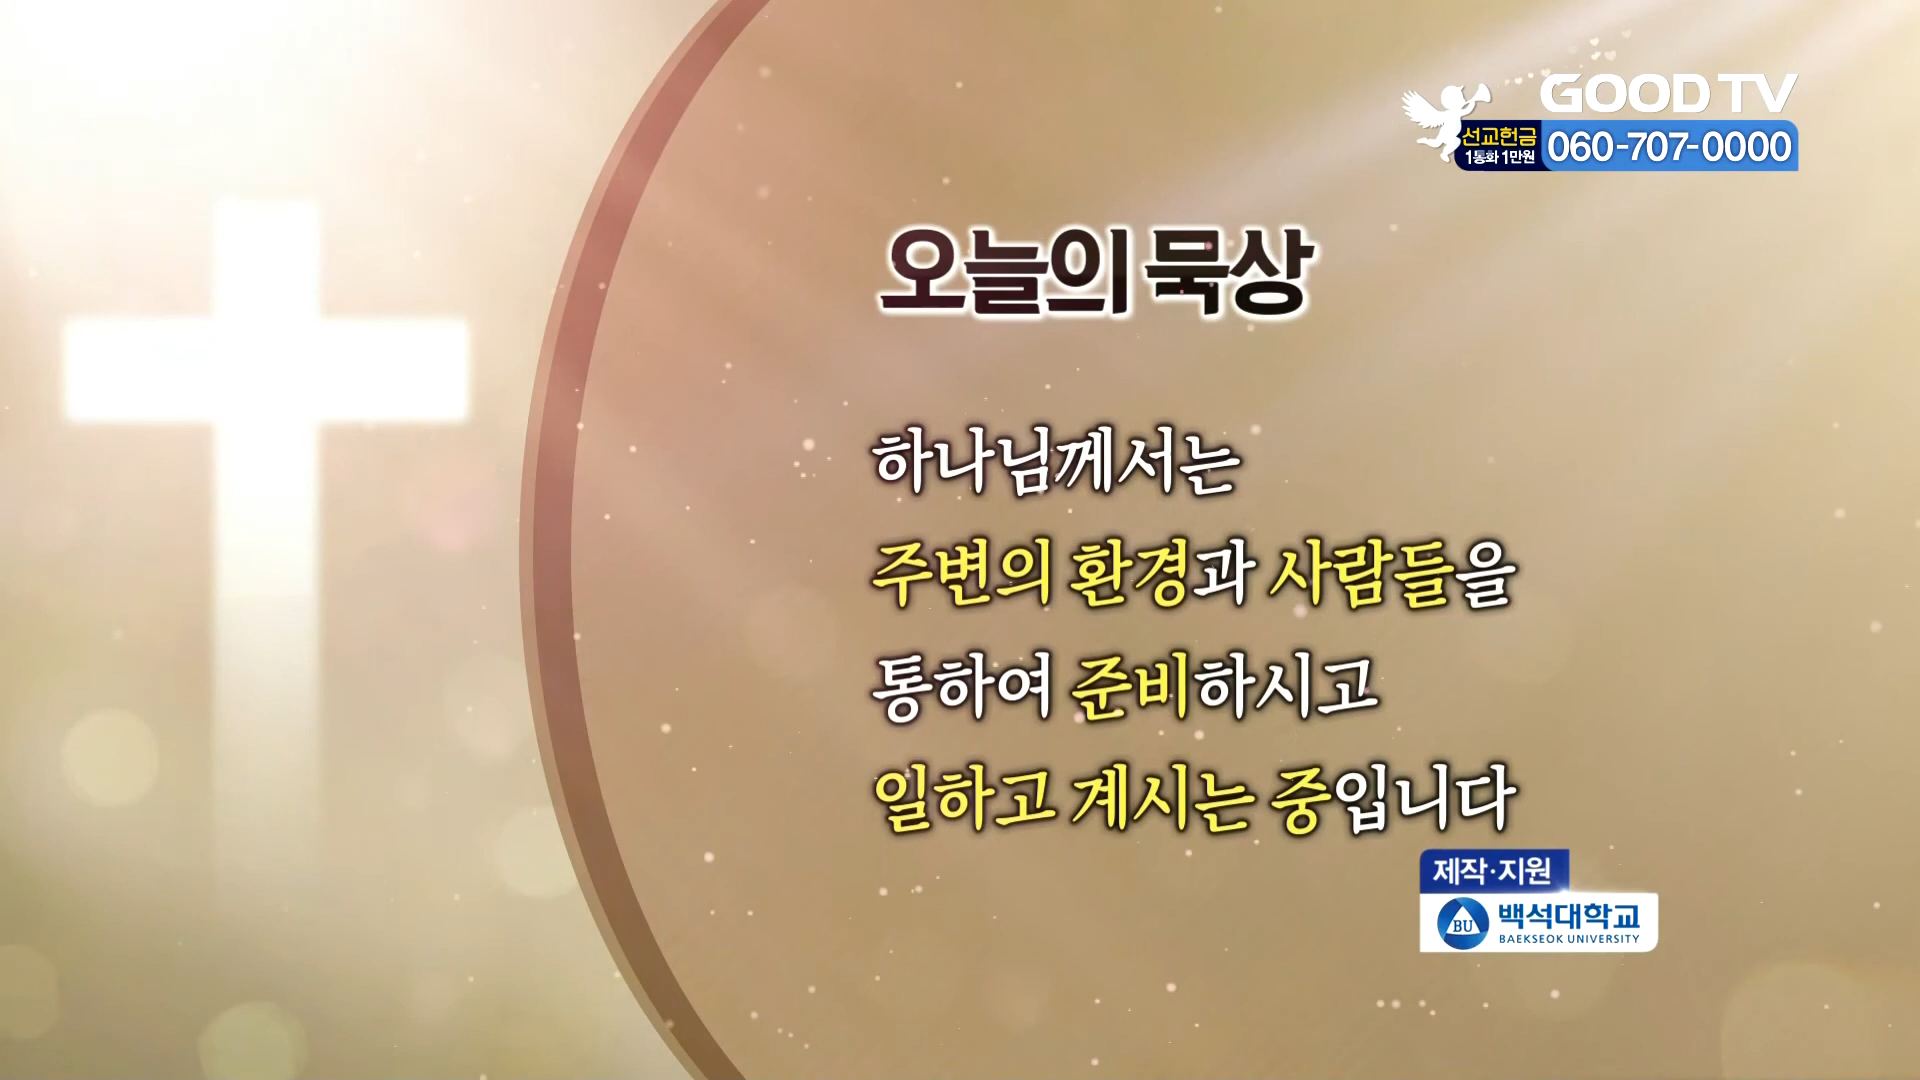 GOOD TV
선교헌금
1통화 1만원
060-707-0000
오늘의 묵상
하나님께서는
주변의 환경과 사람들을
통하여 준비하시고
일하고 계시는 중입니다
제작·지원
BU
백석대학교
BAEKSEOK UNIVERSITY